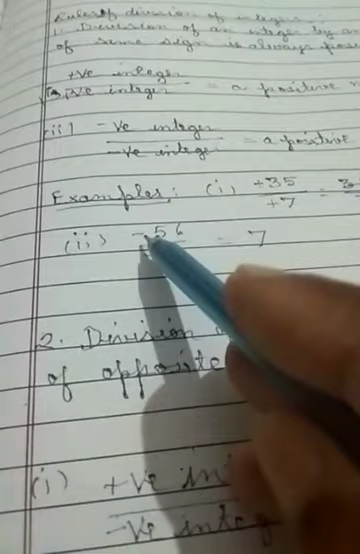 Rules of division of integers :
1. Division of an integer by an
of same sign is always pos
(i) +ve integer
+ve integer = a positive
(ii) -ve integer
-ve integer = a positive
Examples: (i) +35
+7 =
(ii) -56
= 7
2. Division
of opposite
(i) +ve in
-ve integ